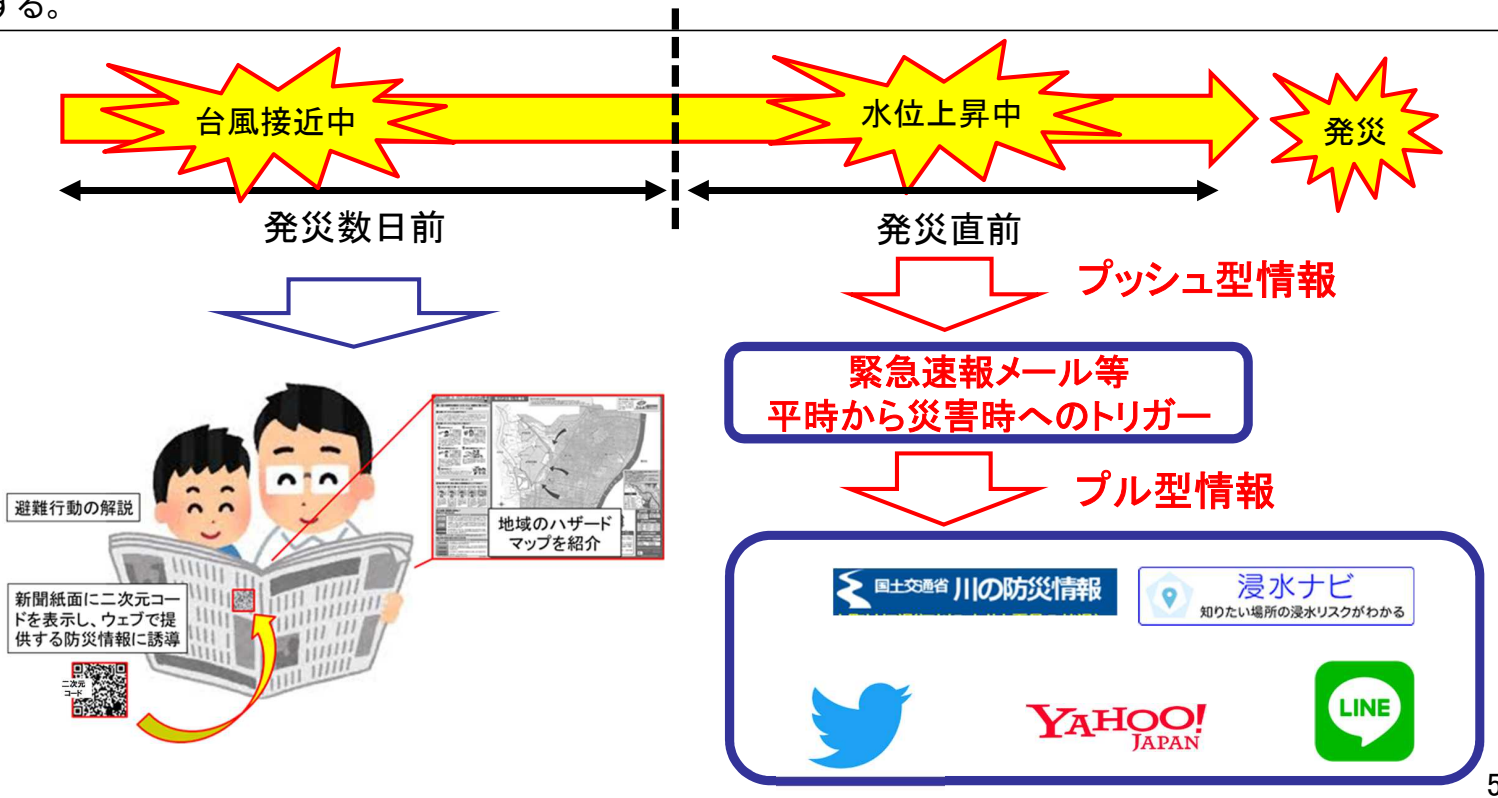 する。
台風接近中
水位上昇中
発災
発災数日前
発災直前
プッシュ型情報
緊急速報メール等
平時から災害時へのトリガー
プル型情報
避難行動の解説
地域のハザード
マップを紹介
新聞紙面に二次元コー
ドを表示し、ウェブで提
供する防災情報に誘導
二次元
コード
国土交通省 川の防災情報
浸水ナビ
知りたい場所の浸水リスクがわかる
YAHOO!
JAPAN
LINE
5